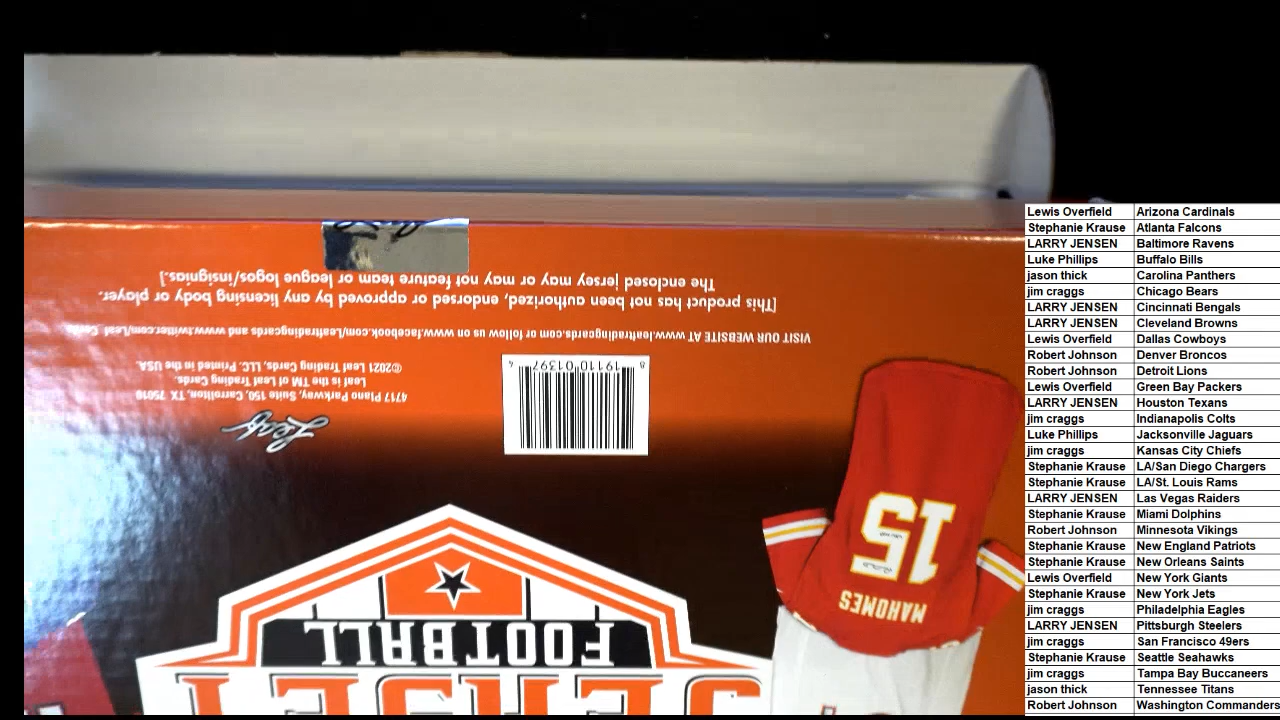 [This product has not been authorized, endorsed or approved by any licensing body or player.
The enclosed jersey may or may not feature team or league logos/insignias.]
VISIT OUR WEBSITE AT www.leaftradingcards.com or follow us on www.facebook.com/leaftradingcards and www.twitter.com/Leaf_Cards
4717 Plano Parkway, Suite 150, Carrollton, TX 75010
Leaf is the TM of Leaf Trading Cards.
©2021 Leaf Trading Cards, LLC. Printed in the USA.
Leaf
8 19110 01397 4
MAHOMES
15
JERSEY
FOOTBALL
Lewis Overfield Arizona Cardinals
Stephanie Krause Atlanta Falcons
LARRY JENSEN Baltimore Ravens
Luke Phillips Buffalo Bills
jason thick Carolina Panthers
jim craggs Chicago Bears
LARRY JENSEN Cincinnati Bengals
LARRY JENSEN Cleveland Browns
Lewis Overfield Dallas Cowboys
Robert Johnson Denver Broncos
Robert Johnson Detroit Lions
Lewis Overfield Green Bay Packers
LARRY JENSEN Houston Texans
jim craggs Indianapolis Colts
Luke Phillips Jacksonville Jaguars
jim craggs Kansas City Chiefs
Stephanie Krause LA/San Diego Chargers
Stephanie Krause LA/St. Louis Rams
LARRY JENSEN Las Vegas Raiders
Stephanie Krause Miami Dolphins
Robert Johnson Minnesota Vikings
Stephanie Krause New England Patriots
Stephanie Krause New Orleans Saints
Lewis Overfield New York Giants
Stephanie Krause New York Jets
jim craggs Philadelphia Eagles
LARRY JENSEN Pittsburgh Steelers
jim craggs San Francisco 49ers
Stephanie Krause Seattle Seahawks
jim craggs Tampa Bay Buccaneers
jason thick Tennessee Titans
Robert Johnson Washington Commanders